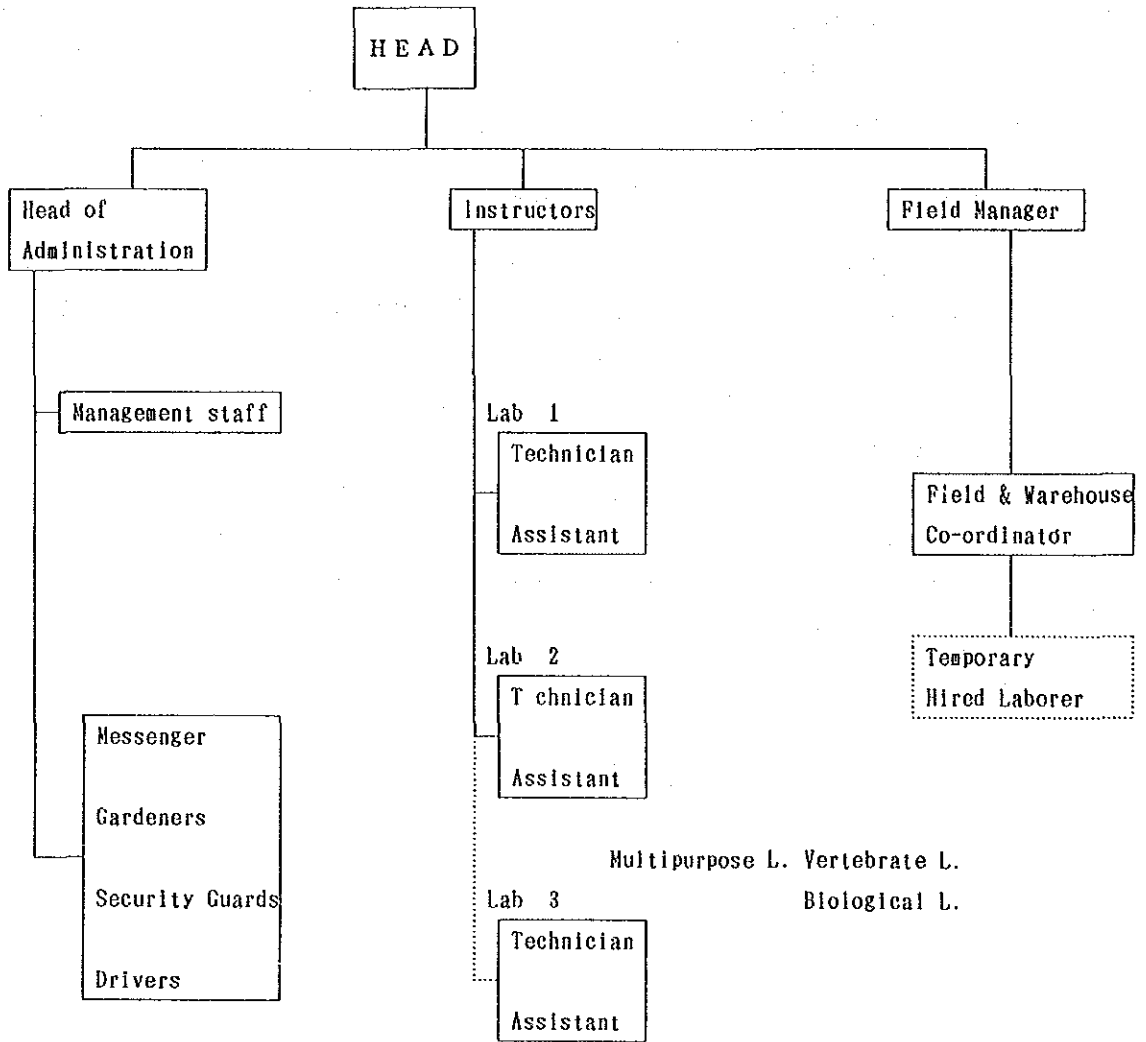 HEAD
Head of
Administration
Instructors
Field Manager
Management staff
Lab 1
Technician
Assistant
Field & Warehouse
Co-ordinator
Temporary
Hired Laborer
Lab 2
T chnician
Assistant
Messenger
Gardeners
Security Guards
Drivers
Multipurpose L. Vertebrate L.
Biological L.
Lab 3
Technician
Assistant